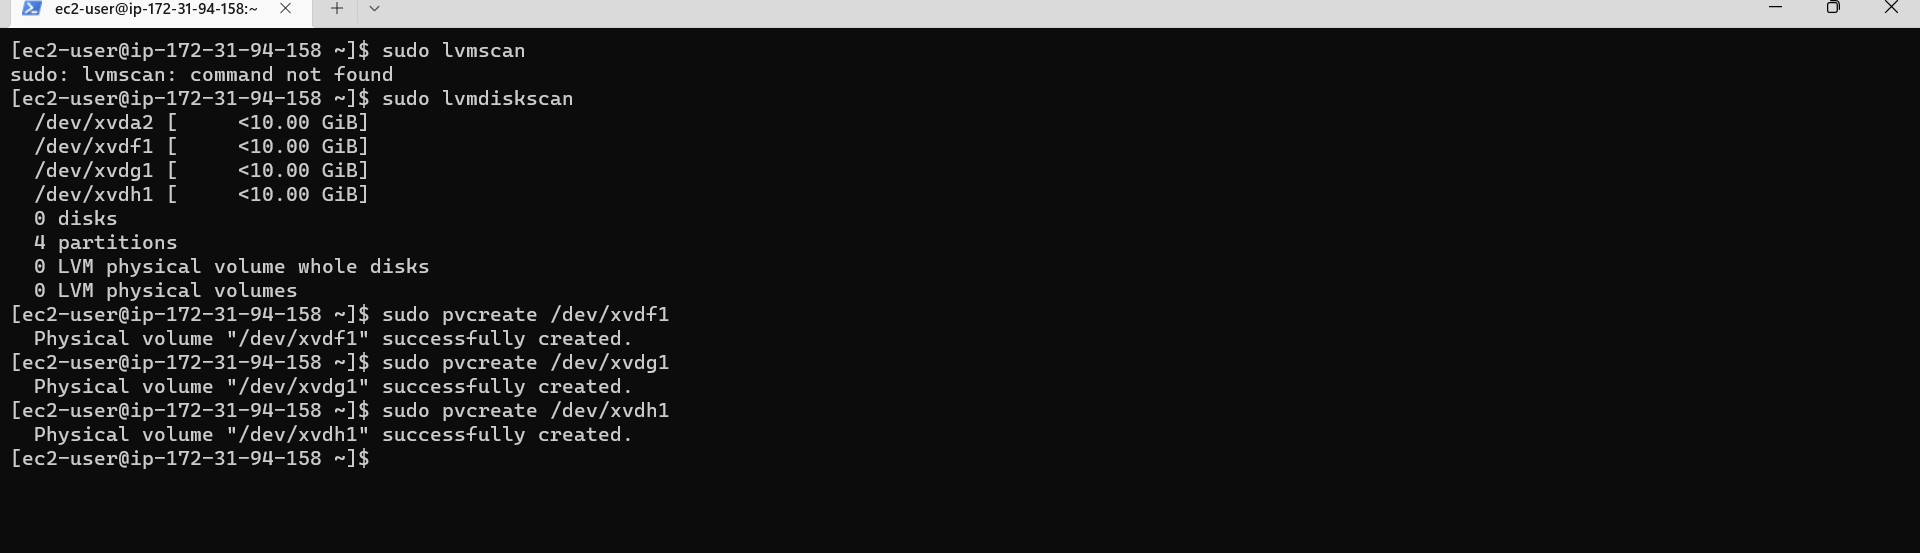 ec2-user@ip-172-31-94-158:~
[ec2-user@ip-172-31-94-158 ~]$ sudo lvmscan
sudo: lvmscan: command not found
[ec2-user@ip-172-31-94-158 ~]$ sudo lvmdiskscan
  /dev/xvda2 [     <10.00 GiB]
  /dev/xvdf1 [     <10.00 GiB]
  /dev/xvdg1 [     <10.00 GiB]
  /dev/xvdh1 [     <10.00 GiB]
  0 disks
  4 partitions
  0 LVM physical volume whole disks
  0 LVM physical volumes
[ec2-user@ip-172-31-94-158 ~]$ sudo pvcreate /dev/xvdf1
  Physical volume "/dev/xvdf1" successfully created.
[ec2-user@ip-172-31-94-158 ~]$ sudo pvcreate /dev/xvdg1
  Physical volume "/dev/xvdg1" successfully created.
[ec2-user@ip-172-31-94-158 ~]$ sudo pvcreate /dev/xvdh1
  Physical volume "/dev/xvdh1" successfully created.
[ec2-user@ip-172-31-94-158 ~]$